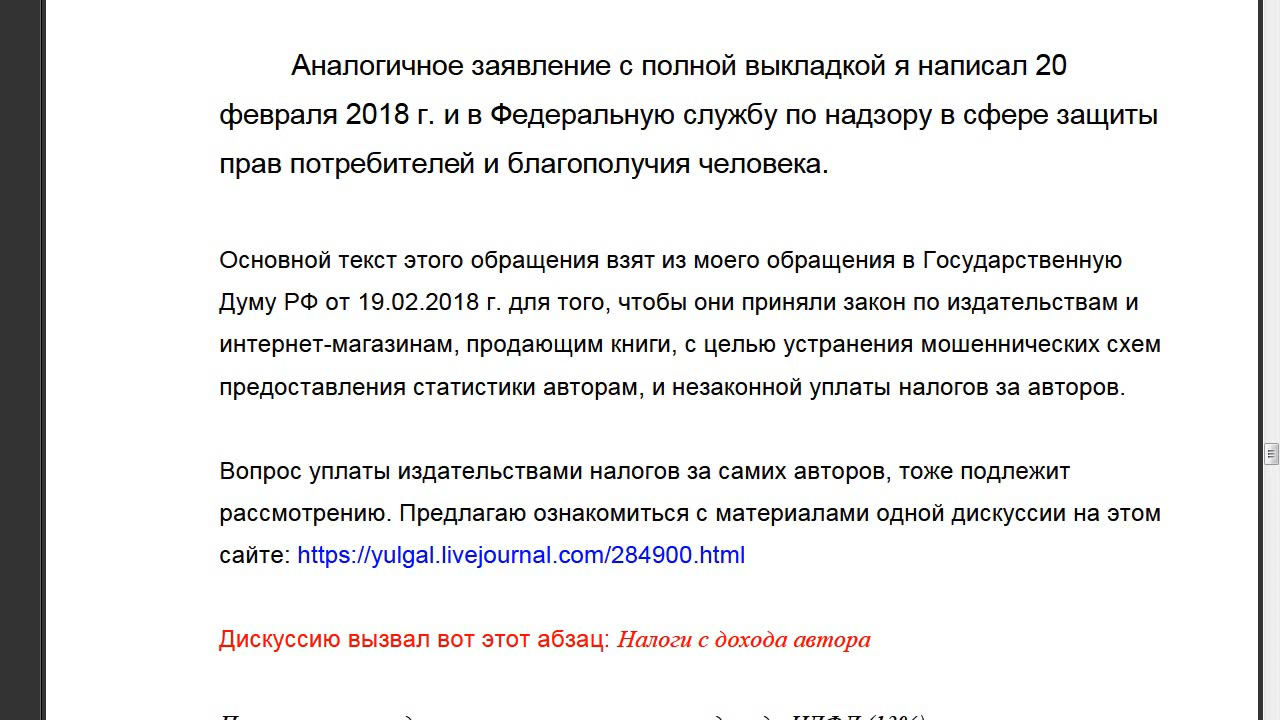 Аналогичное заявление с полной выкладкой я написал 20
февраля 2018 г. и в Федеральную службу по надзору в сфере защиты
прав потребителей и благополучия человека.
Основной текст этого обращения взят из моего обращения в Государственную
Думу РФ от 19.02.2018 г. для того, чтобы они приняли закон по издательствам и
интернет-магазинам, продающим книги, с целью устранения мошеннических схем
предоставления статистики авторам, и незаконной уплаты налогов за авторов.
Вопрос уплаты издательствами налогов за самих авторов, тоже подлежит
рассмотрению. Предлагаю ознакомиться с материалами одной дискуссии на этом
сайте: https://yulgal.livejournal.com/284900.html
Дискуссию вызвал вот этот абзац: Налоги с дохода автора
НДФЛ (13%)